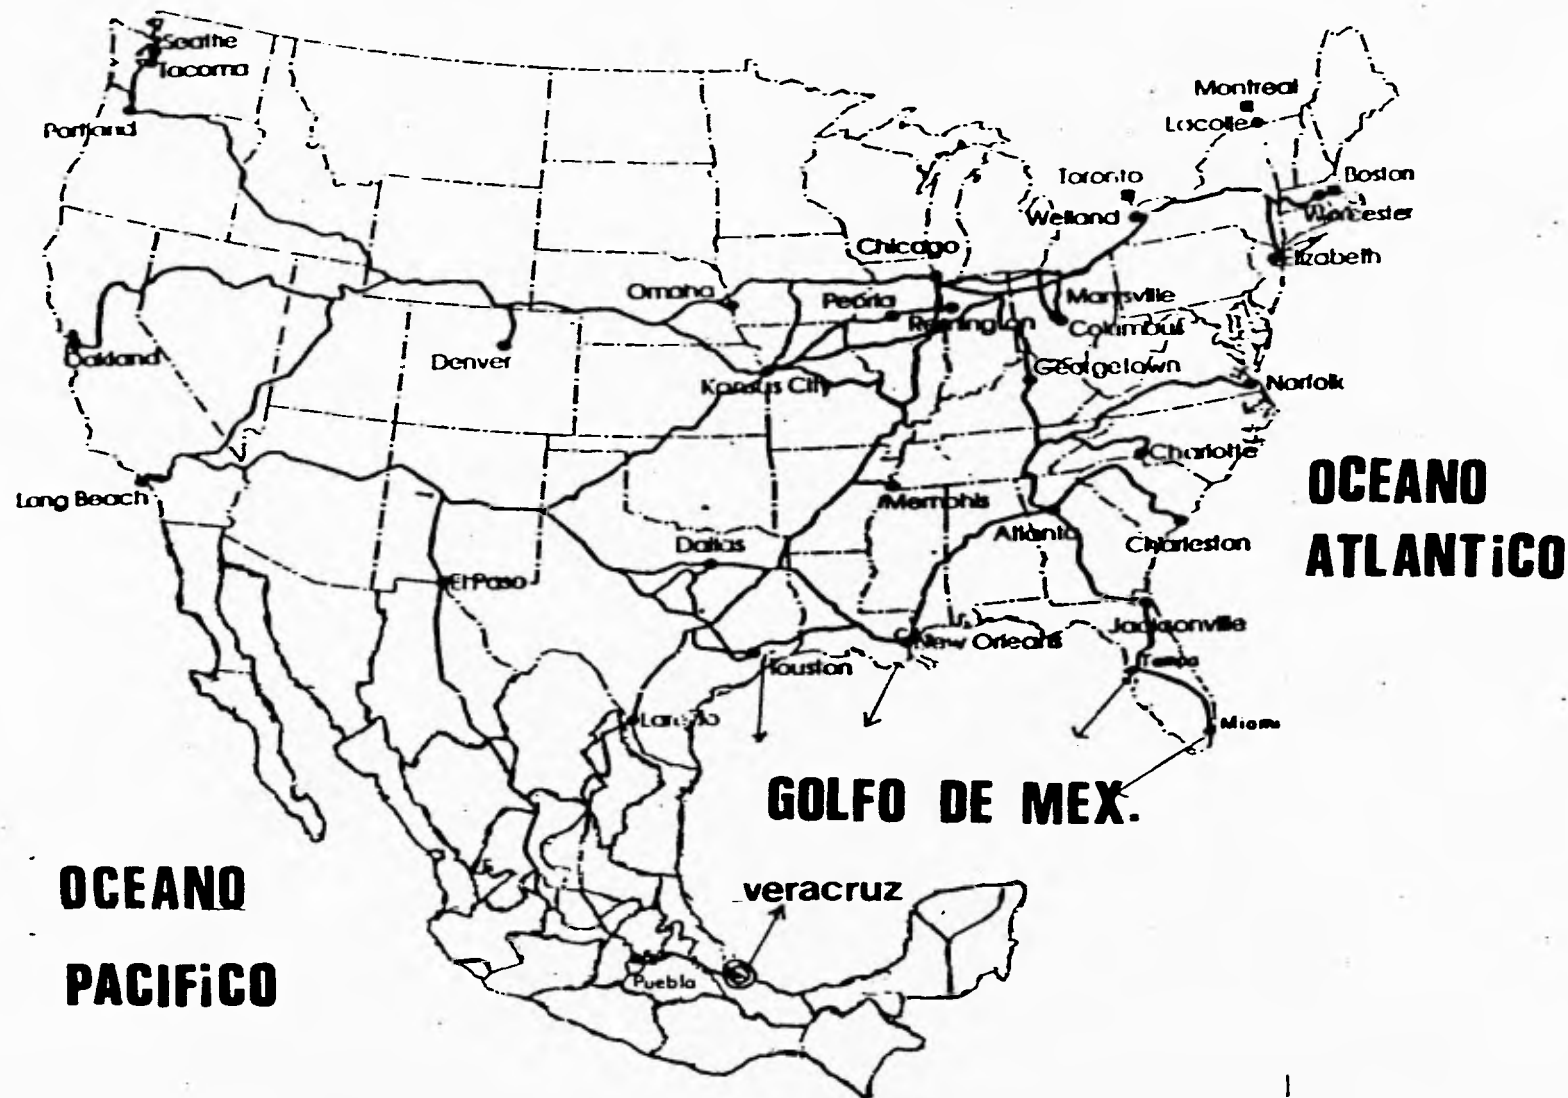 Seattle
Tacoma
Portland
Montreal
Lacolle
Toronto
Boston
Welland
Worcester
Chicago
Elizabeth
Omaha
Peoria
Marysville
Remington
Columbus
Oakland
Denver
Georgetown
Kansas City
Norfolk
Charlotte
Long Beach
Memphis
OCEANO
ATLANTiCO
Dallas
Atlanta
Charleston
El Paso
Jacksonville
New Orleans
Houston
Tampa
Laredo
Miami
GOLFO DE MEX.
OCEANO
PACIFiCO
veracruz
Puebla